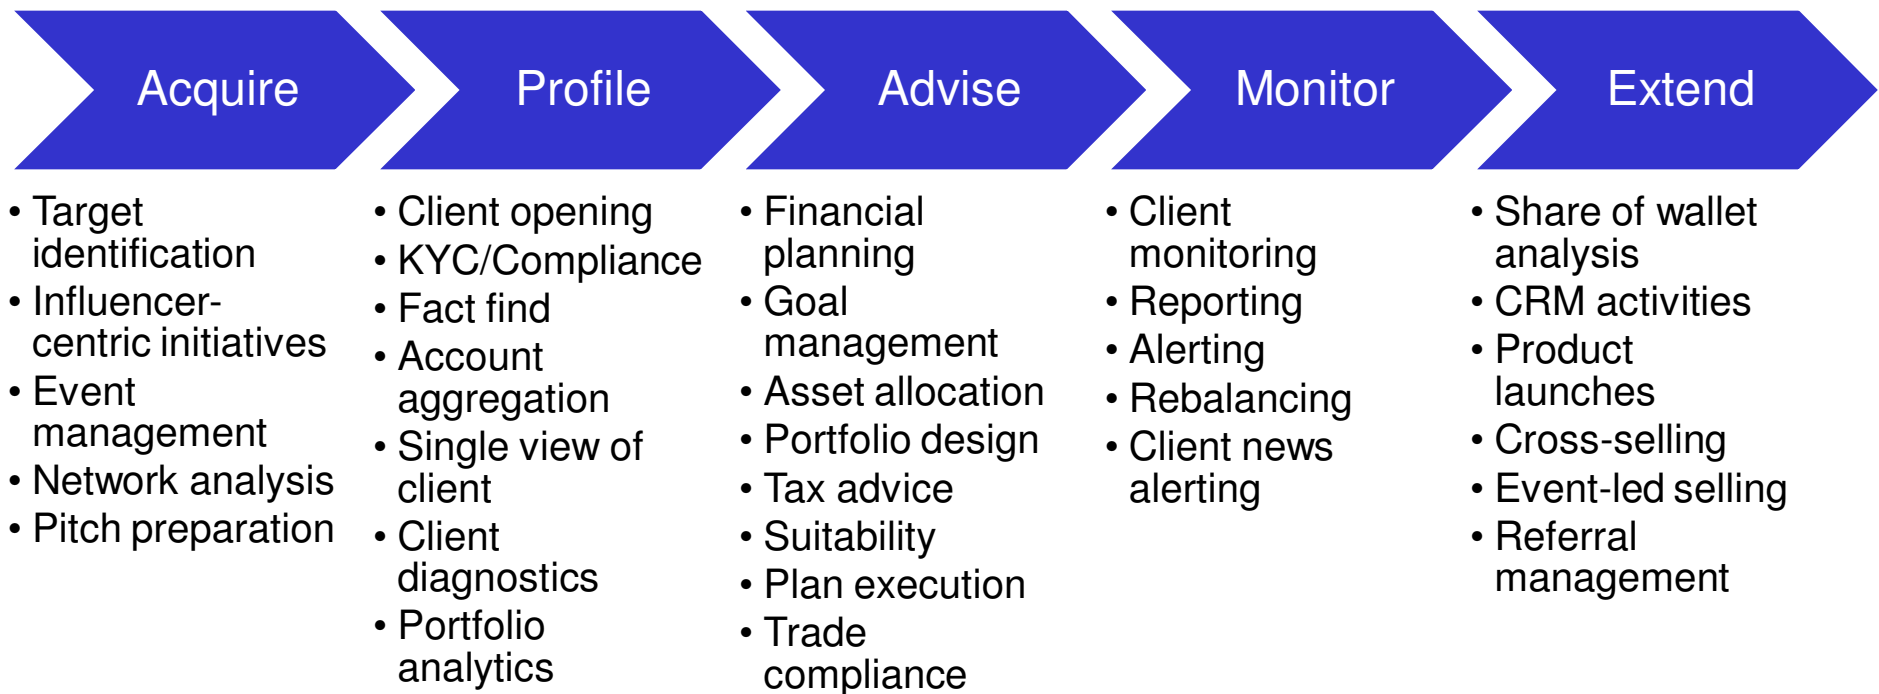 Acquire
Profile
Advise
Monitor
Extend
• Target
identification
• Influencer-
centric initiatives
• Event
management
• Network analysis
• Pitch preparation
• Client opening
• KYC/Compliance
• Fact find
• Account
aggregation
• Single view of
client
• Client
diagnostics
• Portfolio
analytics
• Financial
planning
• Goal
management
• Asset allocation
• Portfolio design
• Tax advice
• Suitability
• Plan execution
• Trade
compliance
• Client
monitoring
• Reporting
• Alerting
• Rebalancing
• Client news
alerting
• Share of wallet
analysis
• CRM activities
• Product
launches
• Cross-selling
• Event-led selling
• Referral
management